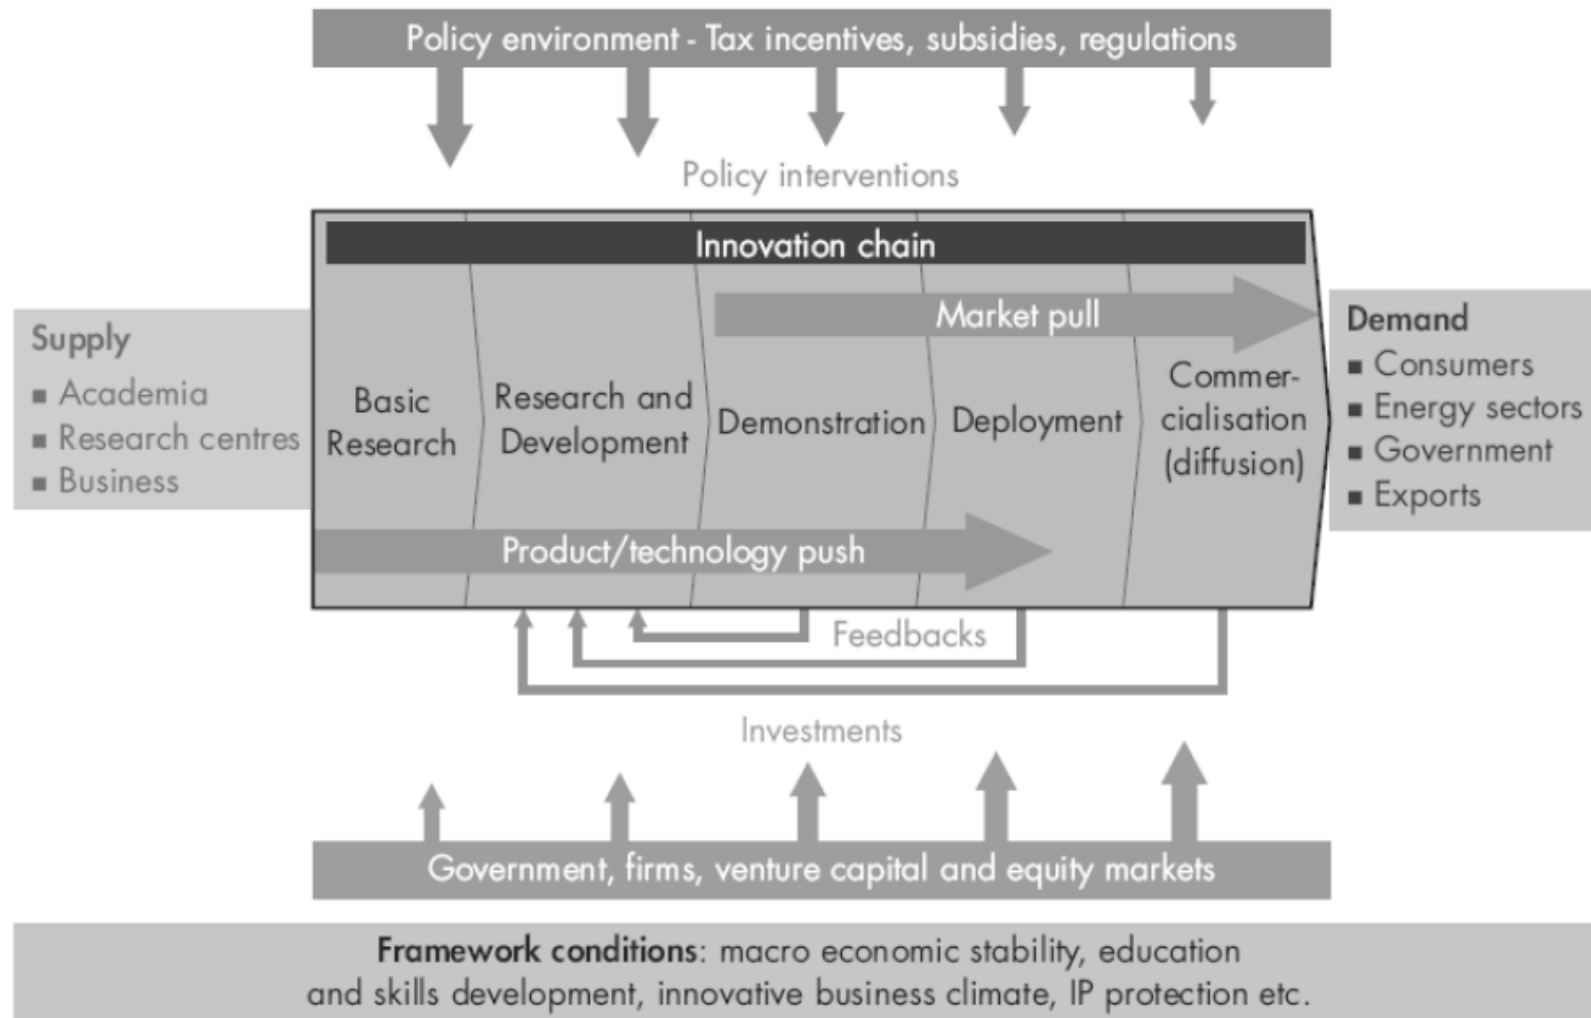 Policy environment - Tax incentives, subsidies, regulations
Policy interventions
Innovation chain
Market pull
Supply
▪ Academia
▪ Research centres
▪ Business
Basic
Research
Research and
Development
Demonstration
Deployment
Commer-
cialisation
(diffusion)
Demand
▪ Consumers
▪ Energy sectors
▪ Government
▪ Exports
Product/technology push
Feedbacks
Investments
Government, firms, venture capital and equity markets
Framework conditions: macro economic stability, education
and skills development, innovative business climate, IP protection etc.